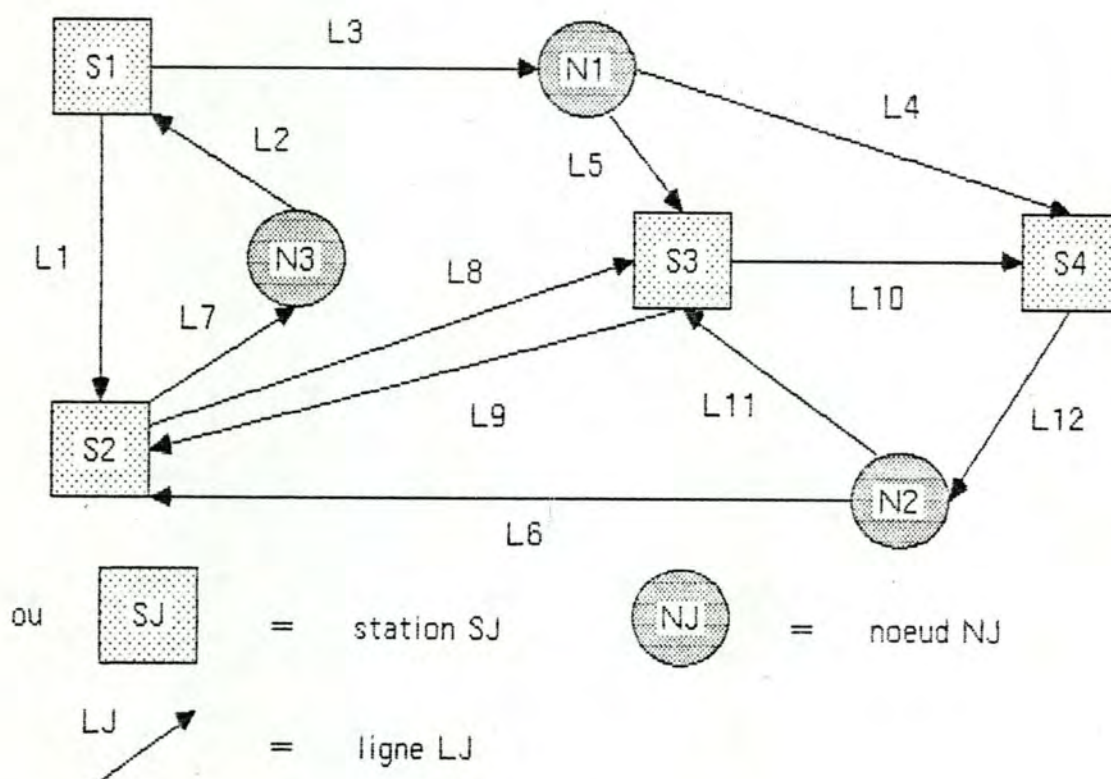 S1
L3
N1
L4
L2
L5
L1
N3
L8
S3
S4
L7
L10
S2
L9
L11
L12
N2
L6
ou
SJ
= station SJ
NJ
= noeud NJ
LJ
= ligne LJ